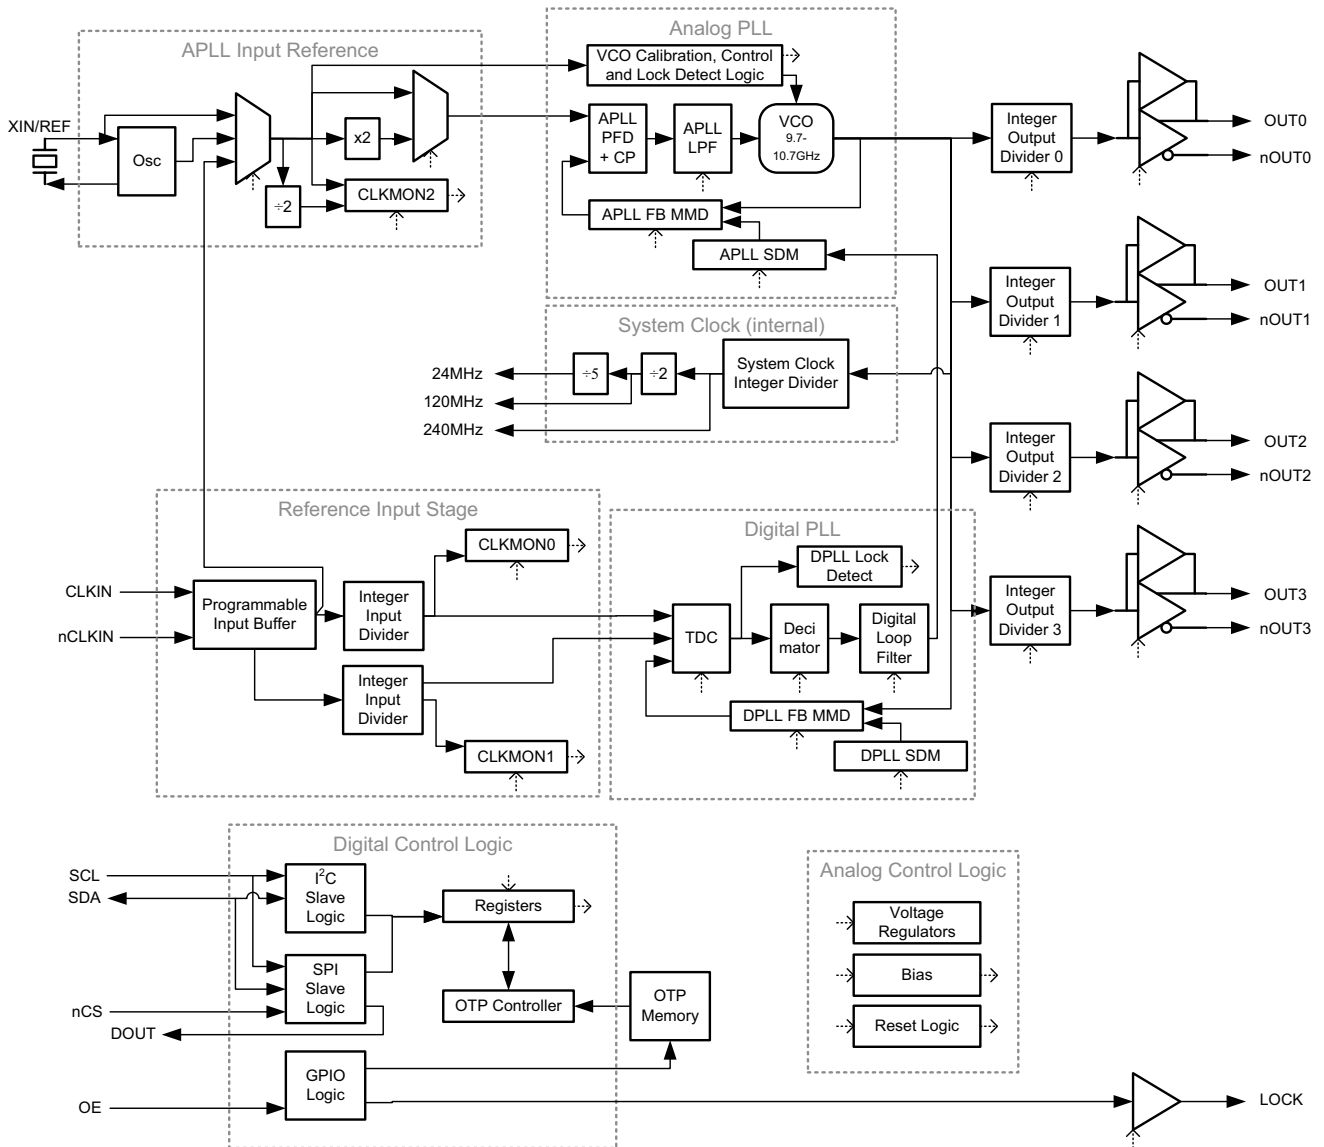 APLL Input Reference
XIN/REF
Osc
x2
÷2
CLKMON2
Analog PLL
VCO Calibration, Control
and Lock Detect Logic
APLL
PFD
+ CP
APLL
LPF
VCO
9.7-
10.7GHz
APLL FB MMD
APLL SDM
System Clock (internal)
24MHz
120MHz
240MHz
÷5
÷2
System Clock
Integer Divider
Integer
Output
Divider 0
OUT0
nOUT0
Integer
Output
Divider 1
OUT1
nOUT1
Integer
Output
Divider 2
OUT2
nOUT2
Integer
Output
Divider 3
OUT3
nOUT3
Reference Input Stage
CLKIN
nCLKIN
Programmable
Input Buffer
Integer
Input
Divider
Integer
Input
Divider
CLKMON0
CLKMON1
Digital PLL
DPLL Lock
Detect
TDC
Deci
mator
Digital
Loop
Filter
DPLL FB MMD
DPLL SDM
Digital Control Logic
SCL
SDA
nCS
DOUT
OE
I²C
Slave
Logic
SPI
Slave
Logic
GPIO
Logic
Registers
OTP Controller
OTP
Memory
Analog Control Logic
Voltage
Regulators
Bias
Reset Logic
LOCK